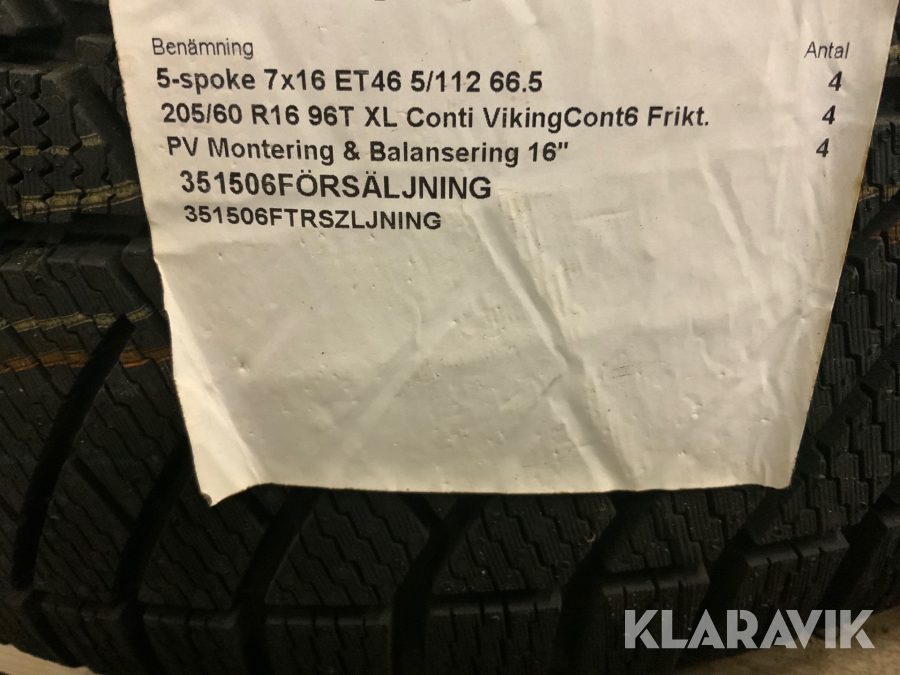 Benämning Antal
5-spoke 7x16 ET46 5/112 66.5 4
205/60 R16 96T XL Conti VikingCont6 Frikt. 4
PV Montering & Balansering 16" 4
351506FÖRSÄLJNING
351506FTRSZLJNING
KLARAVIK